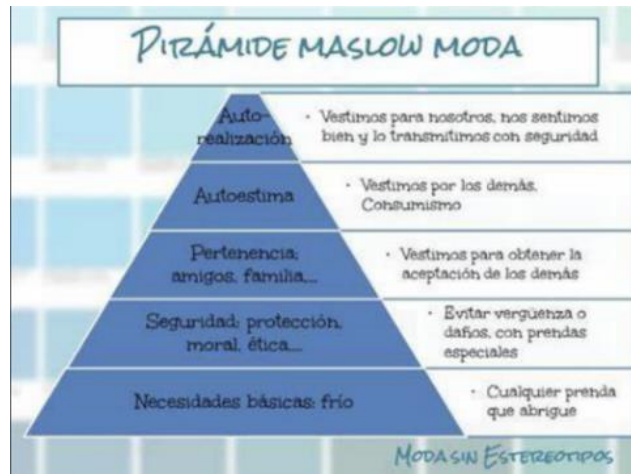 PIRÁMIDE MASLOW MODA
Auto-
realización
· Vestimos para nosotros, nos sentimos
bien y lo transmitimos con seguridad
Autoestima
· Vestimos por los demás.
Consumismo
Pertenencia:
amigos, familia...
· Vestimos para obtener la
aceptación de los demás
Seguridad: protección,
moral, ética...
· Evitar vergüenza o
daños, con prendas
especiales
Necesidades básicas: frío
· Cualquier prenda
que abrigue
MODA SIN ESTEREOTIPOS